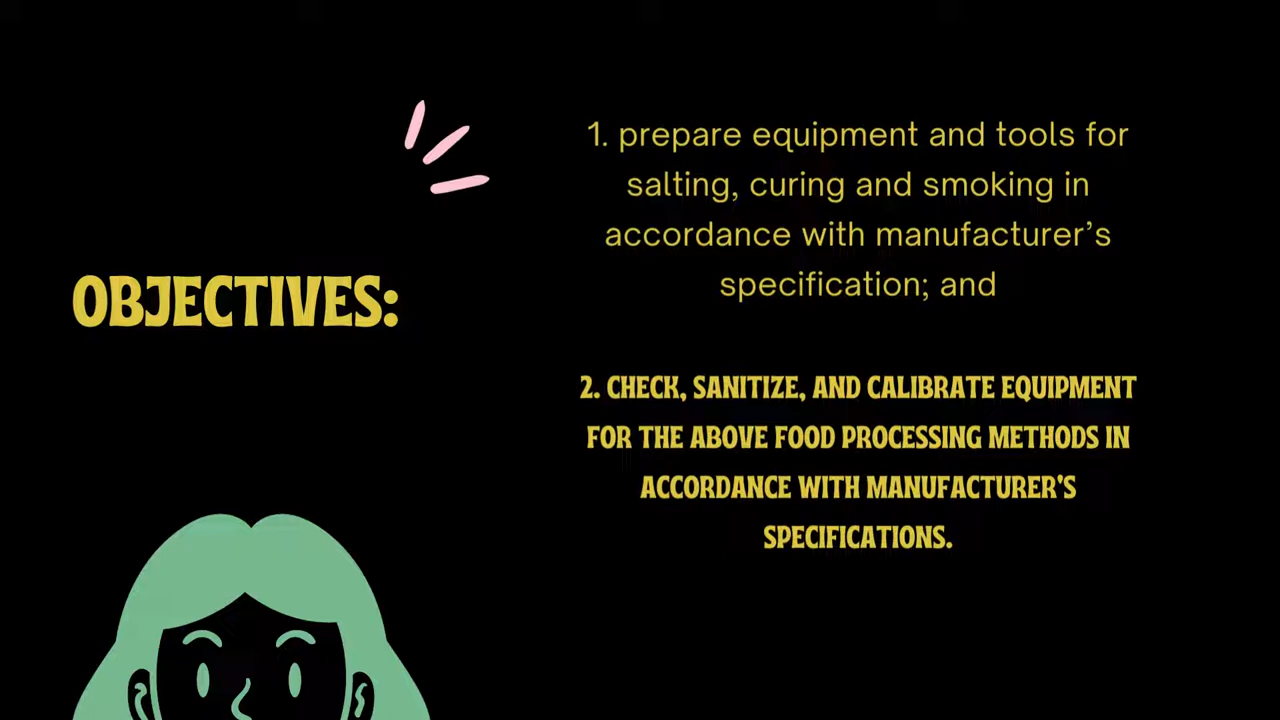 OBJECTIVES:
1. prepare equipment and tools for
salting, curing and smoking in
accordance with manufacturer’s
specification; and
2. CHECK, SANITIZE, AND CALIBRATE EQUIPMENT
FOR THE ABOVE FOOD PROCESSING METHODS IN
ACCORDANCE WITH MANUFACTURER'S
SPECIFICATIONS.